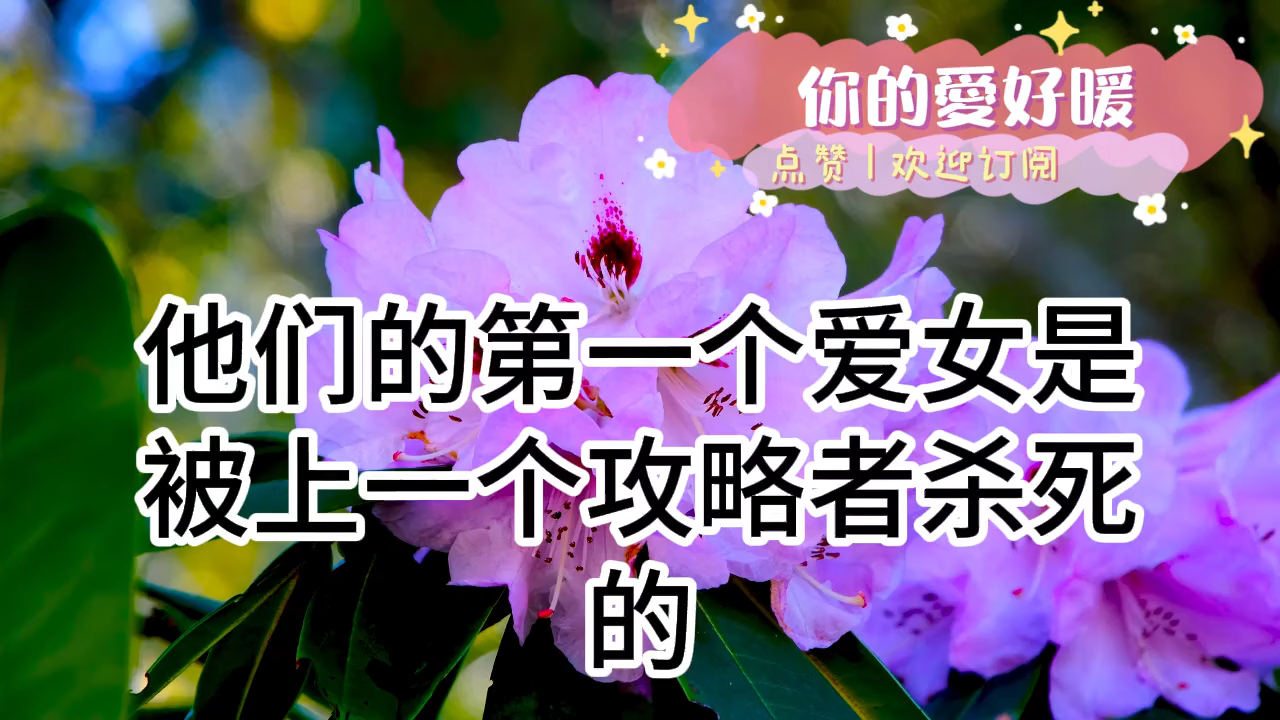 你的愛好暖
点赞 | 欢迎订阅
他们的第一个爱女是
被上一个攻略者杀死
的